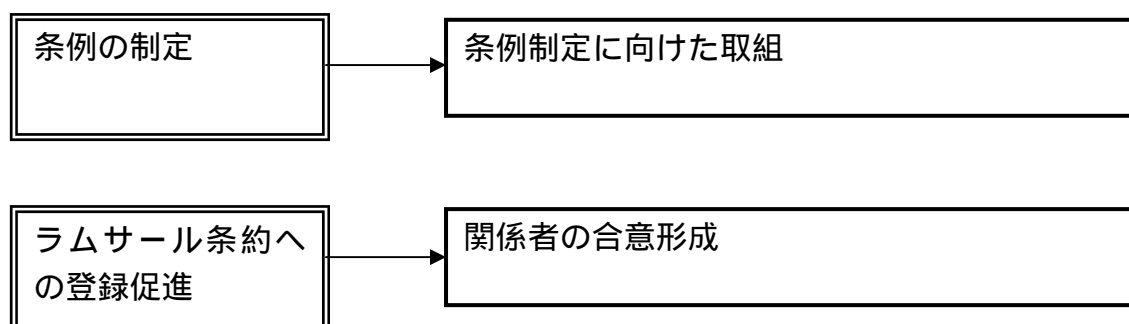 条例の制定
条例制定に向けた取組
ラムサール条約へ
の登録促進
関係者の合意形成